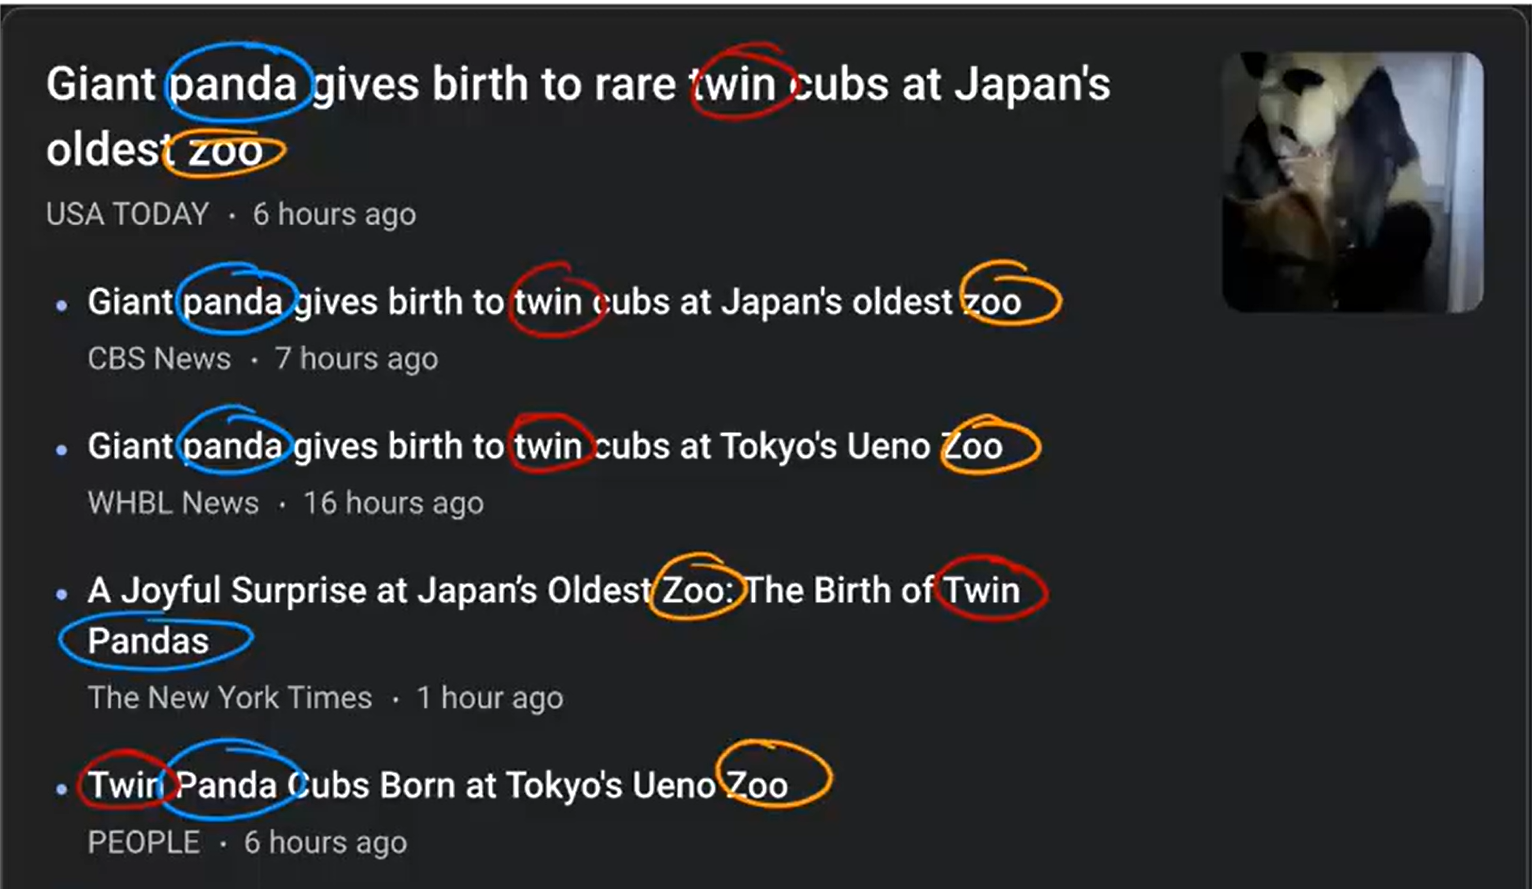 Giant panda gives birth to rare twin cubs at Japan's
oldest zoo
USA TODAY · 6 hours ago
• Giant panda gives birth to twin cubs at Japan's oldest zoo
CBS News · 7 hours ago
• Giant panda gives birth to twin cubs at Tokyo's Ueno Zoo
WHBL News · 16 hours ago
• A Joyful Surprise at Japan’s Oldest Zoo: The Birth of Twin
Pandas
The New York Times · 1 hour ago
• Twin Panda Cubs Born at Tokyo's Ueno Zoo
PEOPLE · 6 hours ago